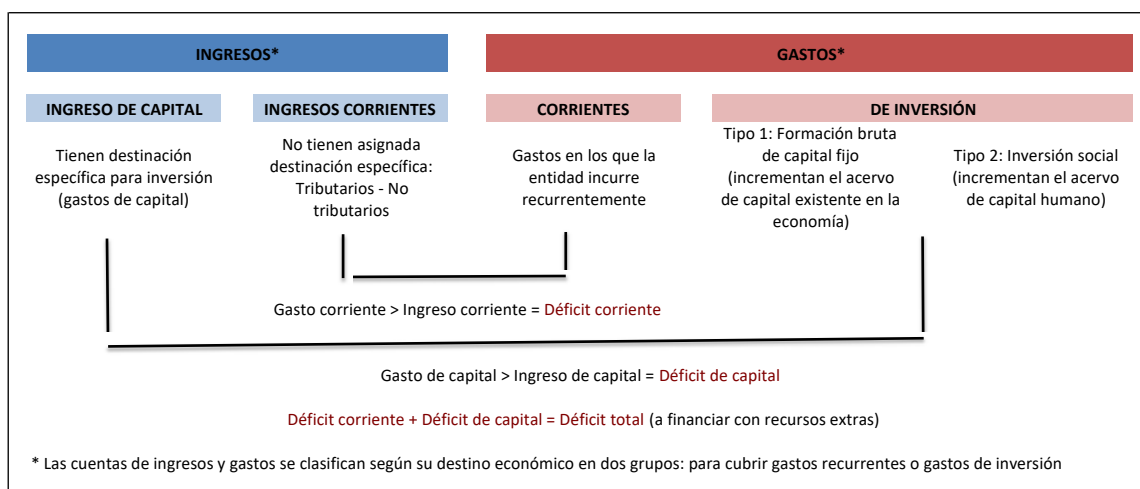 INGRESOS*
GASTOS*
INGRESO DE CAPITAL
INGRESOS CORRIENTES
CORRIENTES
DE INVERSIÓN
Tienen destinación
específica para inversión
(gastos de capital)
No tienen asignada
destinación específica:
Tributarios - No
tributarios
Gastos en los que la
entidad incurre
recurrentemente
Tipo 1: Formación bruta
de capital fijo
(incrementan el acervo
de capital existente en la
economía)
Tipo 2: Inversión social
(incrementan el acervo
de capital humano)
Gasto corriente > Ingreso corriente = Déficit corriente
Gasto de capital > Ingreso de capital = Déficit de capital
Déficit corriente + Déficit de capital = Déficit total (a financiar con recursos extras)
* Las cuentas de ingresos y gastos se clasifican según su destino económico en dos grupos: para cubrir gastos recurrentes o gastos de inversión